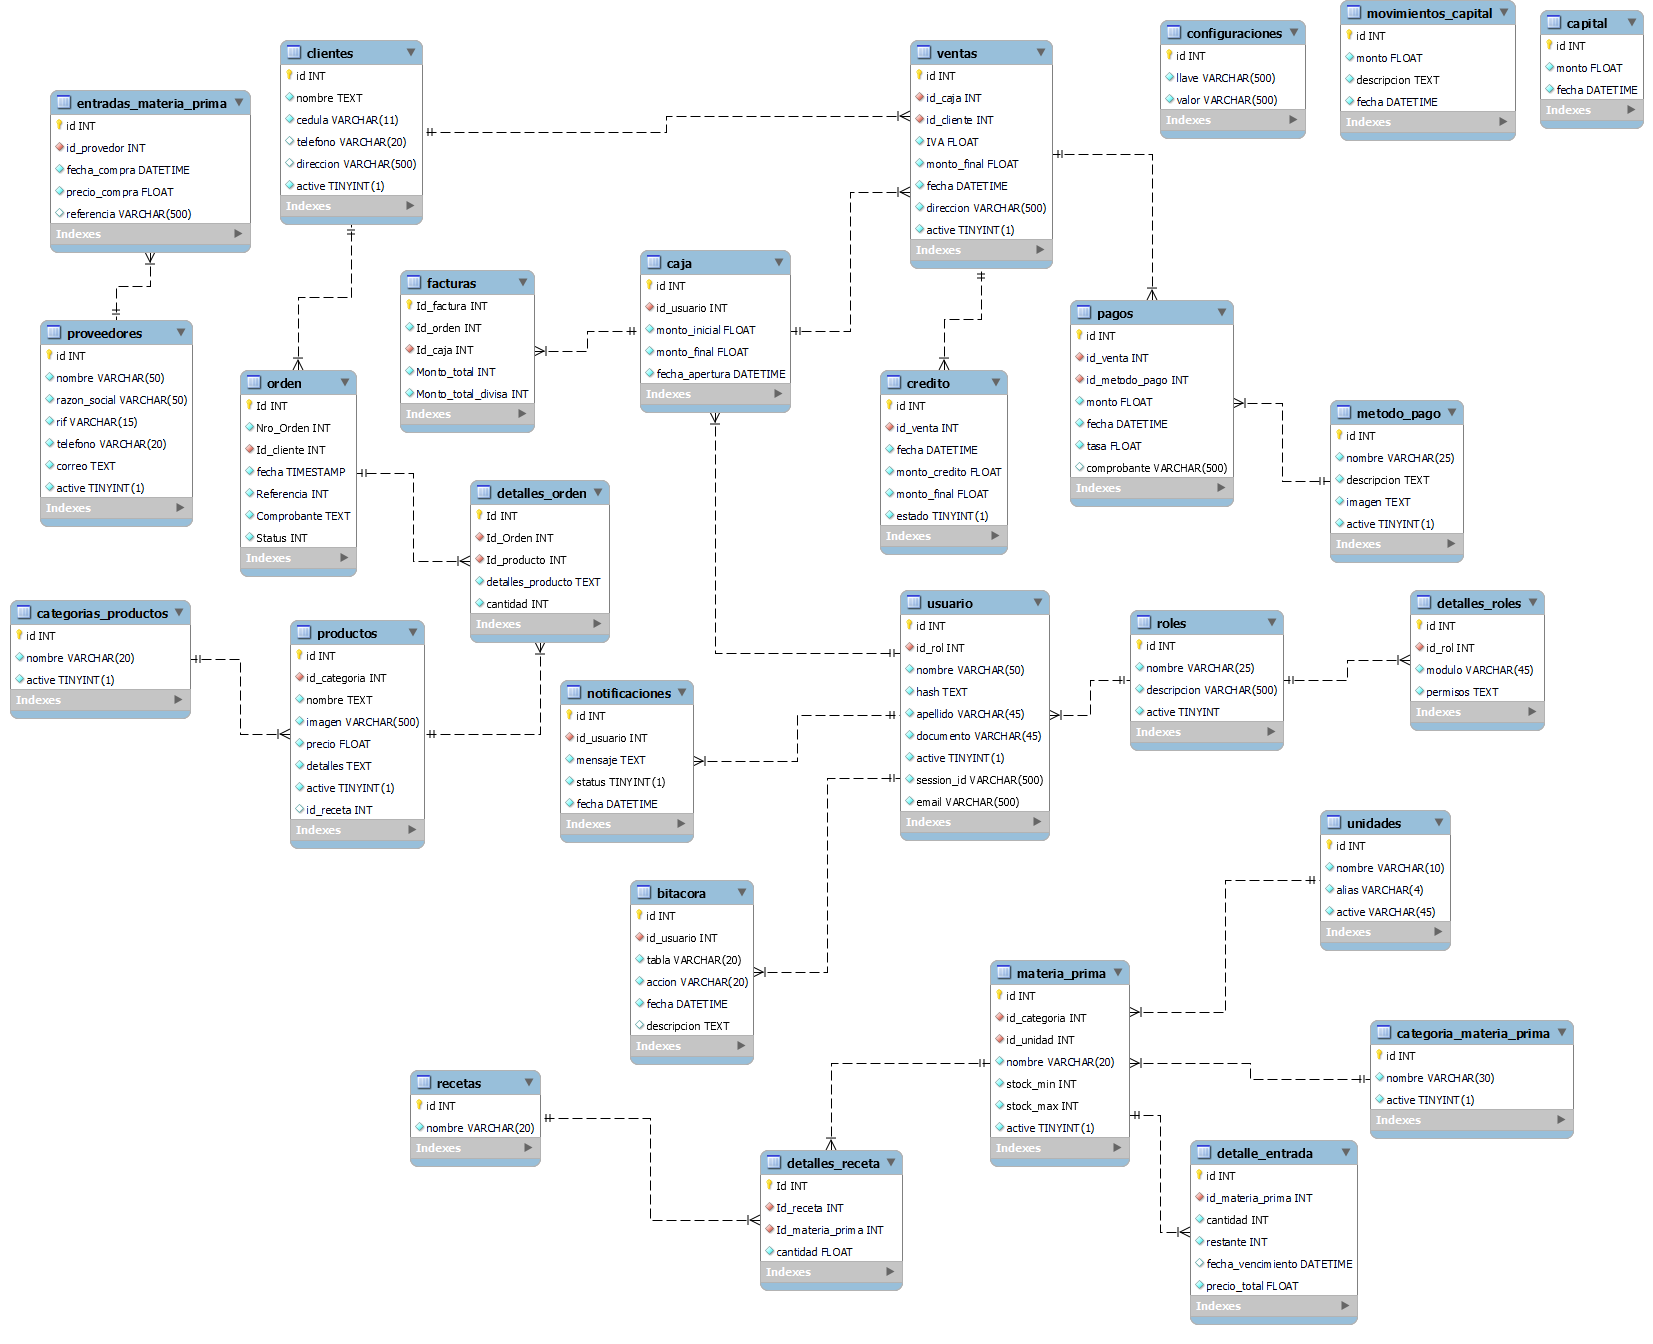 entradas_materia_prima
id INT
id_provedor INT
fecha_compra DATETIME
precio_compra FLOAT
referencia VARCHAR(500)
Indexes
clientes
id INT
nombre TEXT
cedula VARCHAR(11)
telefono VARCHAR(20)
direccion VARCHAR(500)
active TINYINT(1)
Indexes
ventas
id INT
id_caja INT
id_cliente INT
IVA FLOAT
monto_final FLOAT
fecha DATETIME
direccion VARCHAR(500)
active TINYINT(1)
Indexes
configuraciones
id INT
llave VARCHAR(500)
valor VARCHAR(500)
Indexes
movimientos_capital
id INT
monto FLOAT
descripcion TEXT
fecha DATETIME
Indexes
capital
id INT
monto FLOAT
fecha DATETIME
Indexes
proveedores
id INT
nombre VARCHAR(50)
razon_social VARCHAR(50)
rif VARCHAR(15)
telefono VARCHAR(20)
correo TEXT
active TINYINT(1)
Indexes
orden
Id INT
Nro_Orden INT
Id_cliente INT
fecha TIMESTAMP
Referencia INT
Comprobante TEXT
Status INT
Indexes
facturas
Id_factura INT
Id_orden INT
Id_caja INT
Monto_total INT
Monto_total_divisa INT
Indexes
caja
id INT
id_usuario INT
monto_inicial FLOAT
monto_final FLOAT
fecha_apertura DATETIME
Indexes
credito
id INT
id_venta INT
fecha DATETIME
monto_credito FLOAT
monto_final FLOAT
estado TINYINT(1)
Indexes
pagos
id INT
id_venta INT
id_metodo_pago INT
monto FLOAT
fecha DATETIME
tasa FLOAT
comprobante VARCHAR(500)
Indexes
metodo_pago
id INT
nombre VARCHAR(25)
descripcion TEXT
imagen TEXT
active TINYINT(1)
Indexes
detalles_orden
Id INT
Id_Orden INT
Id_producto INT
detalles_producto TEXT
cantidad INT
Indexes
categorias_productos
id INT
nombre VARCHAR(20)
active TINYINT(1)
Indexes
productos
id INT
id_categoria INT
nombre TEXT
imagen VARCHAR(500)
precio FLOAT
detalles TEXT
active TINYINT(1)
id_receta INT
Indexes
notificaciones
id INT
id_usuario INT
mensaje TEXT
status TINYINT(1)
fecha DATETIME
Indexes
usuario
id INT
id_rol INT
nombre VARCHAR(50)
hash TEXT
apellido VARCHAR(45)
documento VARCHAR(45)
active TINYINT(1)
session_id VARCHAR(500)
email VARCHAR(500)
Indexes
roles
id INT
nombre VARCHAR(25)
descripcion VARCHAR(500)
active TINYINT
Indexes
detalles_roles
id INT
id_rol INT
modulo VARCHAR(45)
permisos TEXT
Indexes
bitacora
id INT
id_usuario INT
tabla VARCHAR(20)
accion VARCHAR(20)
fecha DATETIME
descripcion TEXT
Indexes
unidades
id INT
nombre VARCHAR(10)
alias VARCHAR(4)
active VARCHAR(45)
Indexes
materia_prima
id INT
id_categoria INT
id_unidad INT
nombre VARCHAR(20)
stock_min INT
stock_max INT
active TINYINT(1)
Indexes
categoria_materia_prima
id INT
nombre VARCHAR(30)
active TINYINT(1)
Indexes
recetas
id INT
nombre VARCHAR(20)
Indexes
detalles_receta
Id INT
Id_receta INT
Id_materia_prima INT
cantidad FLOAT
Indexes
detalle_entrada
id INT
id_materia_prima INT
cantidad INT
restante INT
fecha_vencimiento DATETIME
precio_total FLOAT
Indexes